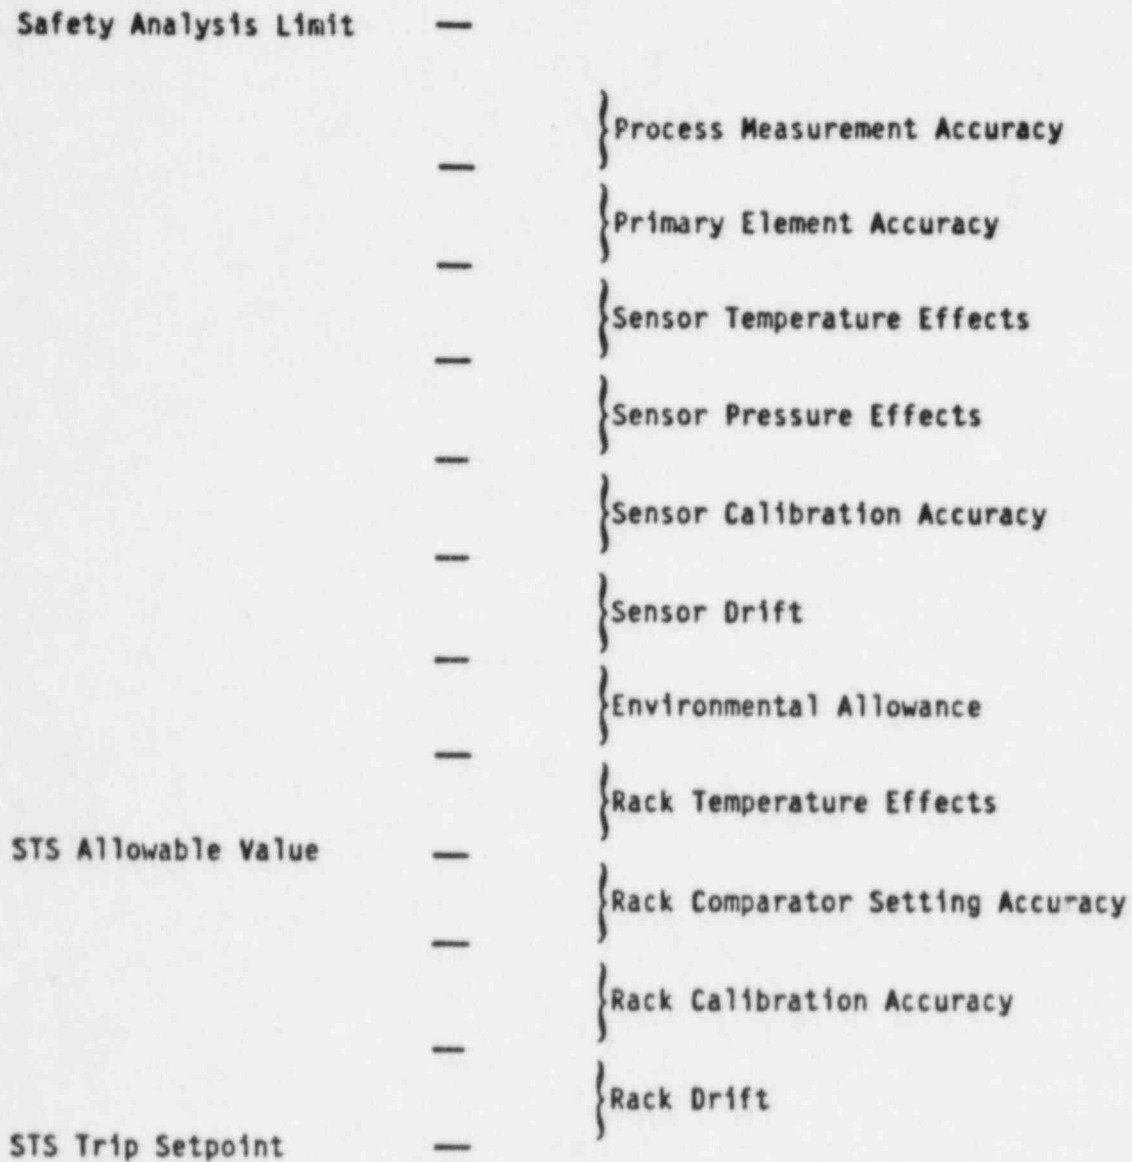 Safety Analysis Limit
Process Measurement Accuracy
Primary Element Accuracy
Sensor Temperature Effects
Sensor Pressure Effects
Sensor Calibration Accuracy
Sensor Drift
Environmental Allowance
Rack Temperature Effects
STS Allowable Value
Rack Comparator Setting Accuracy
Rack Calibration Accuracy
Rack Drift
STS Trip Setpoint